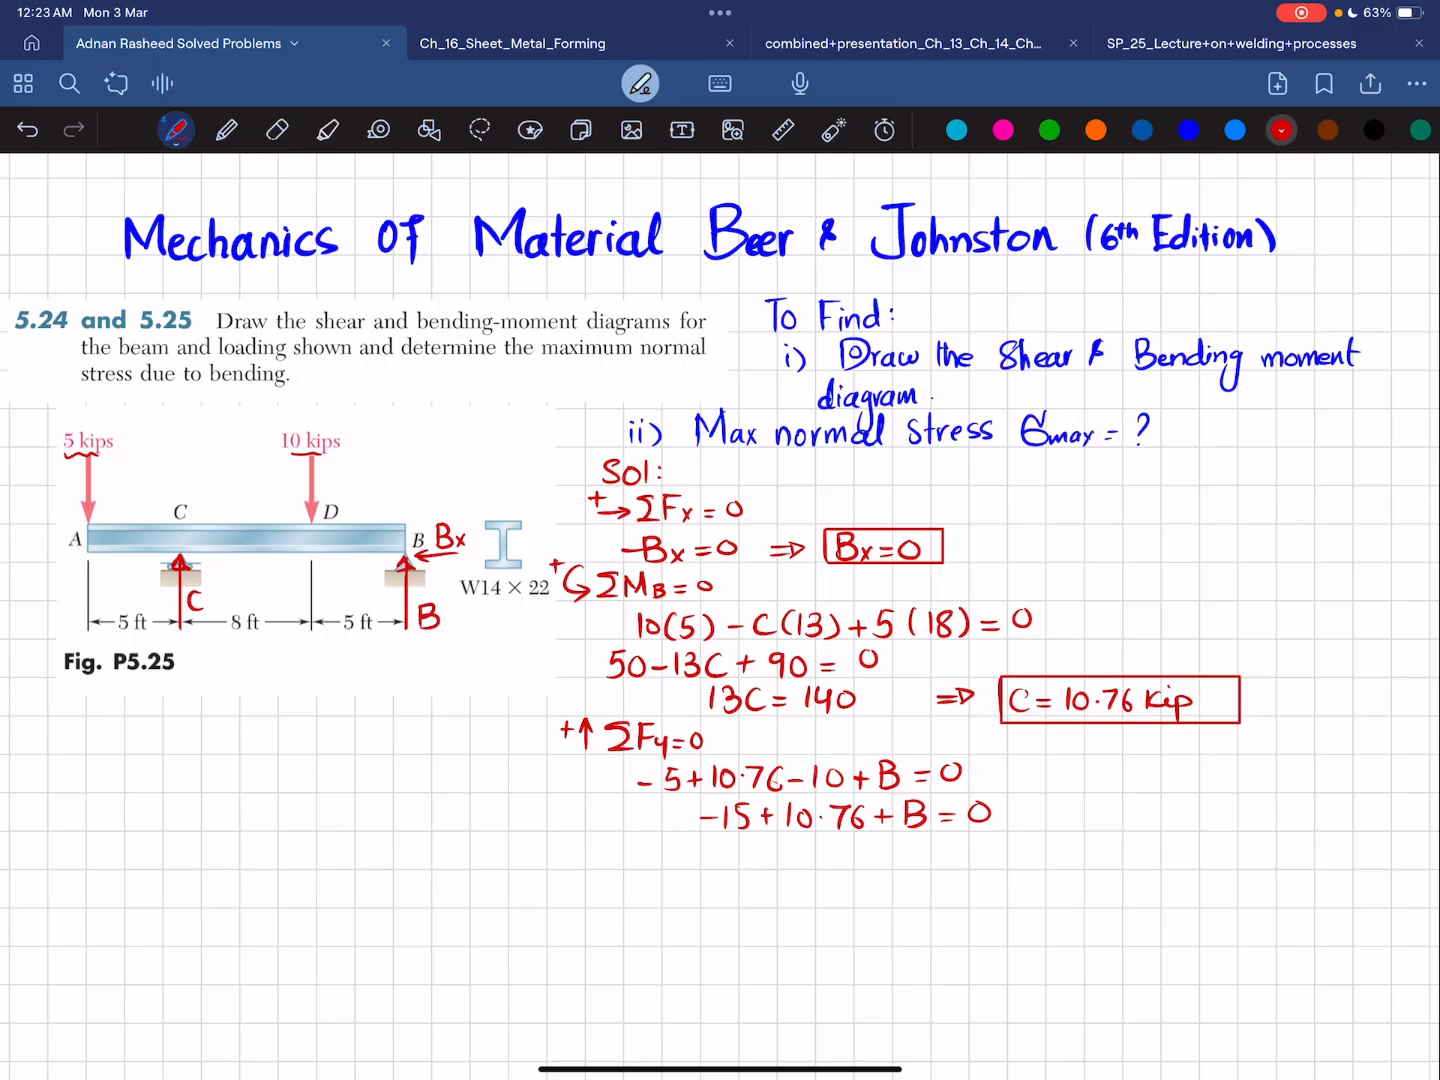 12:23 AM Mon 3 Mar
63%
Adnan Rasheed Solved Problems
Ch_16_Sheet_Metal_Forming
combined+presentation_Ch_13_Ch_14_Ch...
SP_25_Lecture+on+welding+processes
Mechanics of Material Beer & Johnston (6th Edition)
5.24 and 5.25 Draw the shear and bending-moment diagrams for
the beam and loading shown and determine the maximum normal
stress due to bending.
To Find:
i) Draw the Shear & Bending moment
diagram.
ii) Max normal stress σmax = ?
5 kips
10 kips
C
D
A
B
Bx
W14 × 22
C
B
5 ft
8 ft
5 ft
Fig. P5.25
Sol:
+→ ΣFx = 0
-Bx = 0 ⇒ Bx = 0
+↪ ΣMB = 0
10(5) - C(13) + 5(18) = 0
50 - 13C + 90 = 0
13C = 140 ⇒ C = 10.76 Kip
+↑ ΣFy = 0
-5 + 10.76 - 10 + B = 0
-15 + 10.76 + B = 0